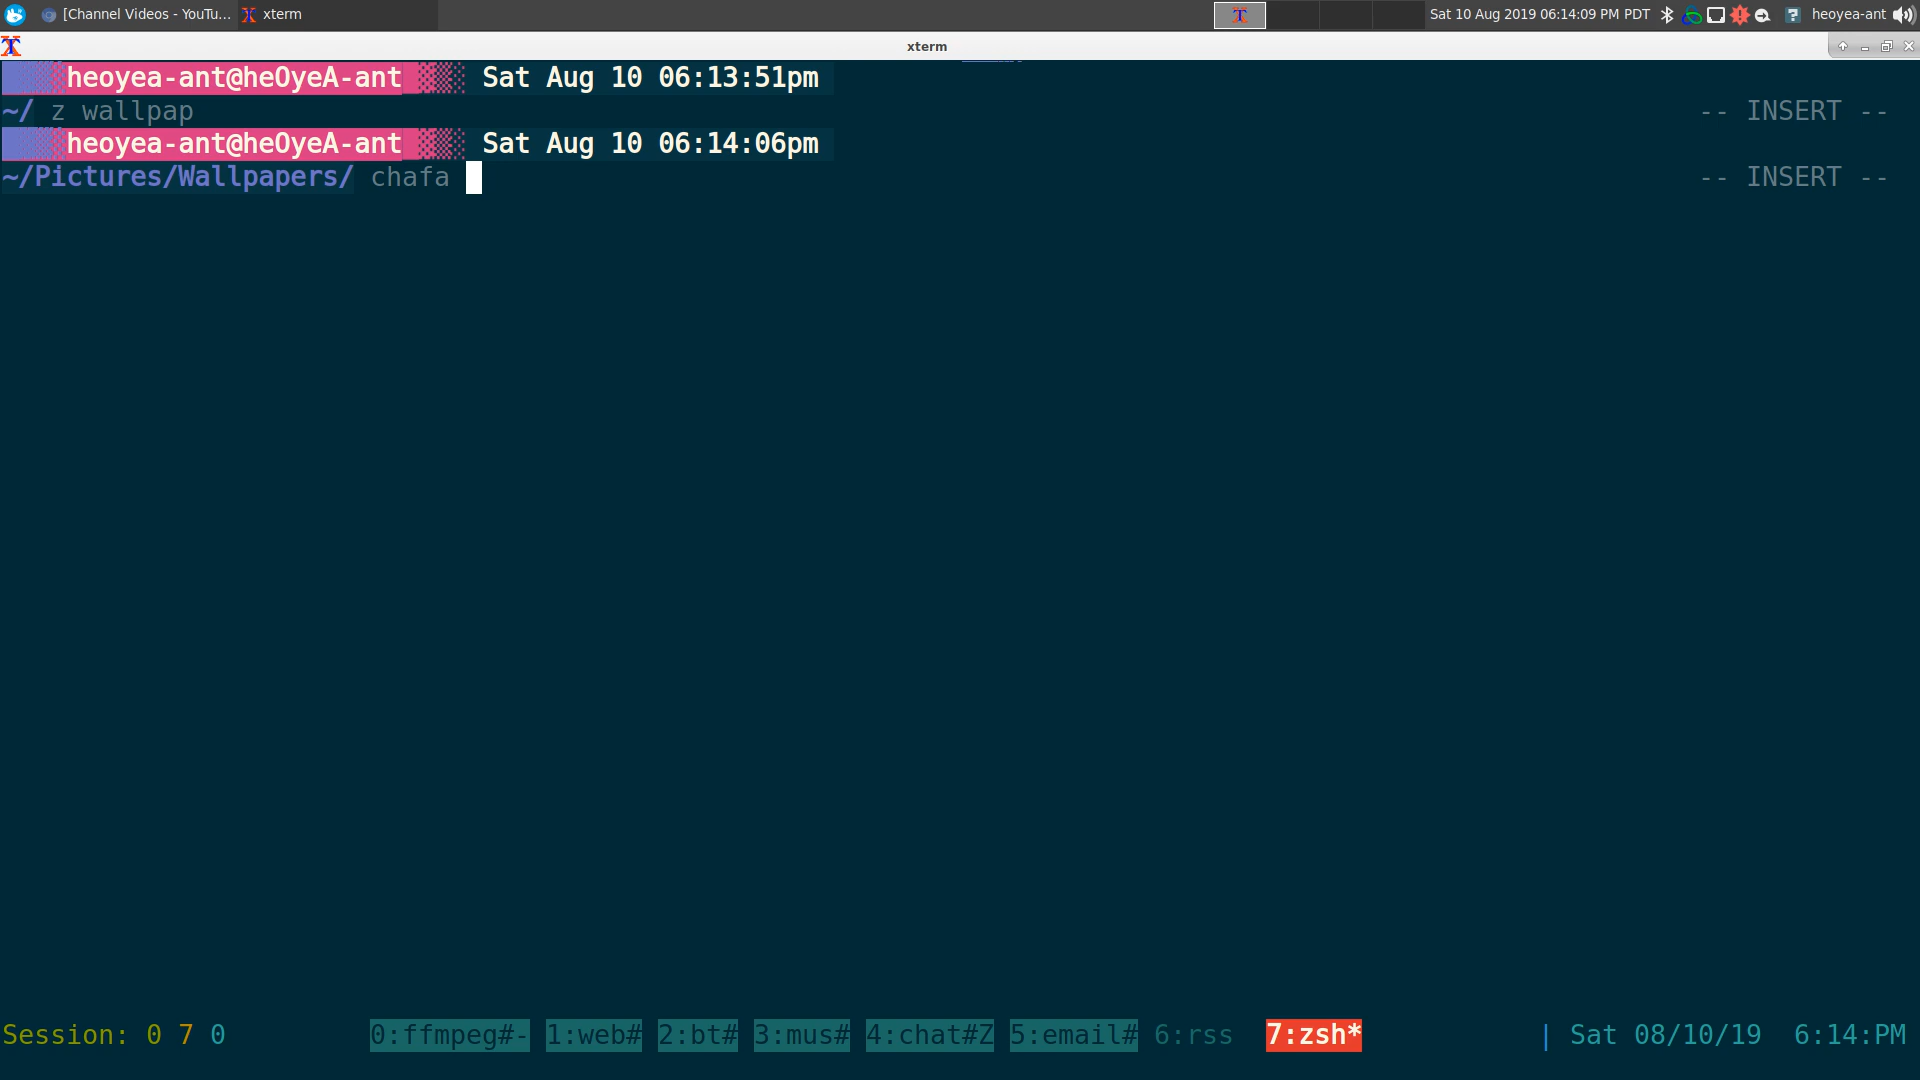 [Channel Videos - YouTu... xterm Sat 10 Aug 2019 06:14:09 PM PDT heoyea-ant
xterm
heoyea-ant@heOyeA-ant Sat Aug 10 06:13:51pm
~/ z wallpap -- INSERT --
heoyea-ant@heOyeA-ant Sat Aug 10 06:14:06pm
~/Pictures/Wallpapers/ chafa -- INSERT --
Session: 0 7 0 0:ffmpeg#- 1:web# 2:bt# 3:mus# 4:chat#Z 5:email# 6:rss 7:zsh* | Sat 08/10/19 6:14:PM